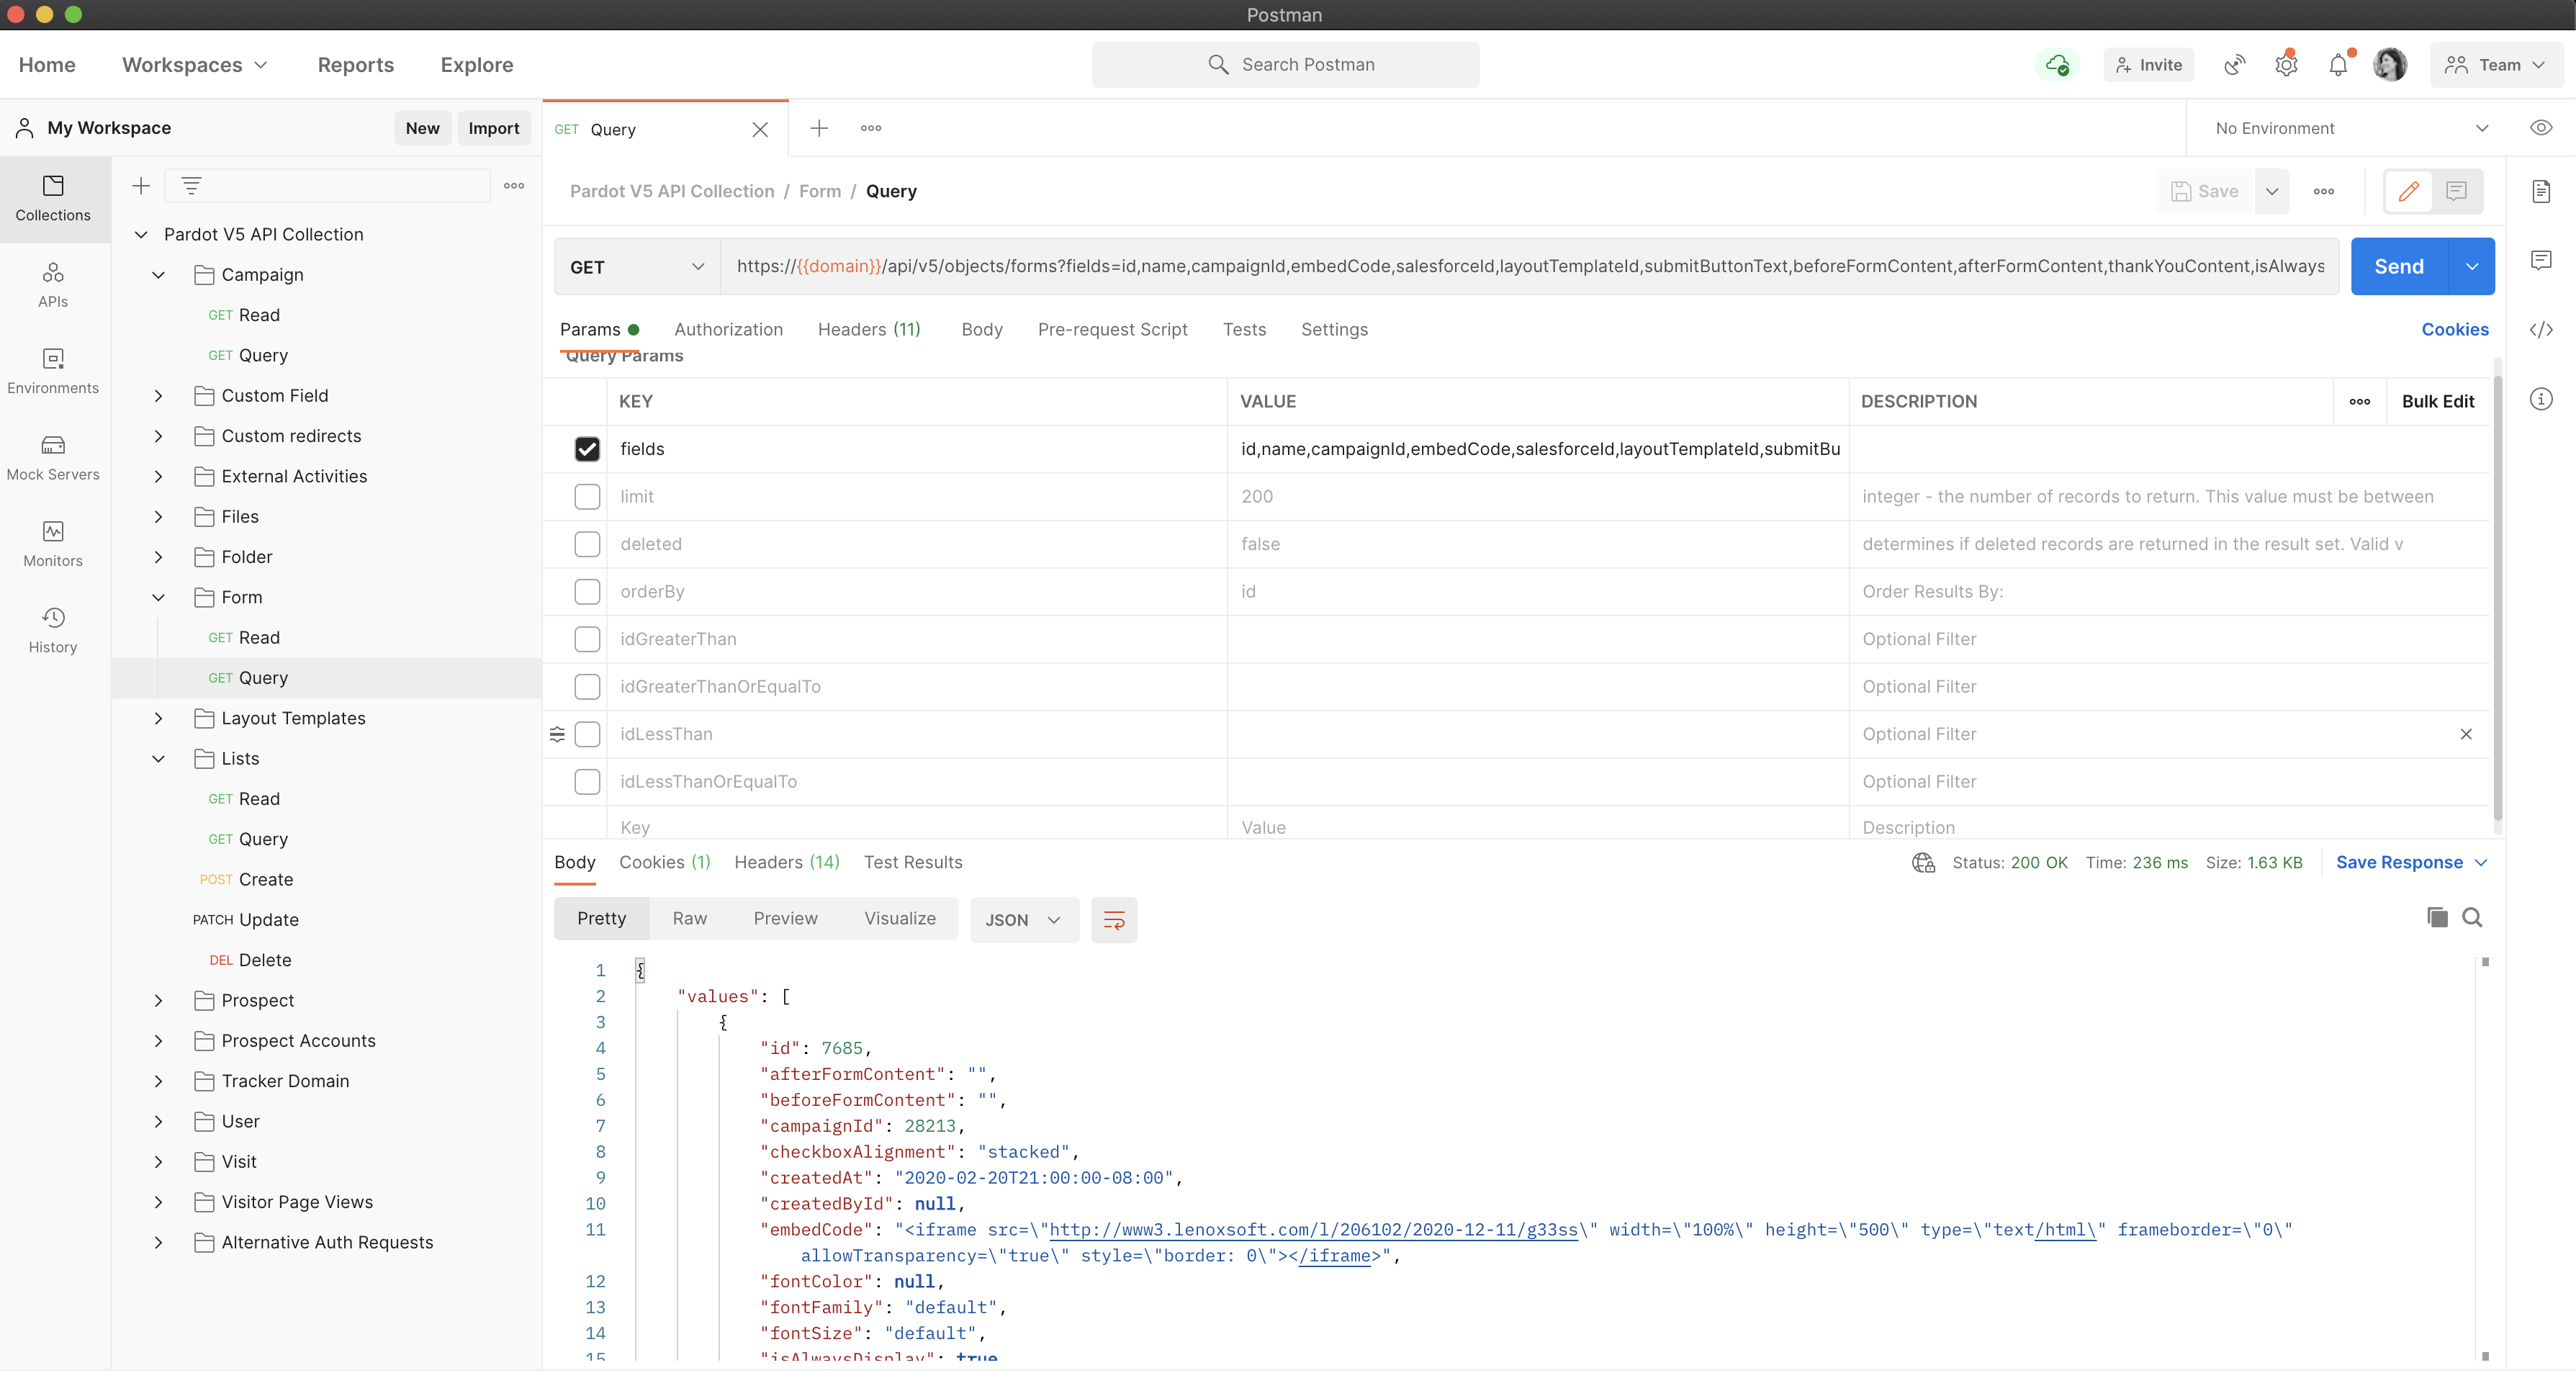 Postman
Home Workspaces Reports Explore Search Postman Invite Team
My Workspace New Import GET Query No Environment
Collections
APIs
Environments
Mock Servers
Monitors
History
Pardot V5 API Collection
Campaign
GET Read
GET Query
Custom Field
Custom redirects
External Activities
Files
Folder
Form
GET Read
GET Query
Layout Templates
Lists
GET Read
GET Query
POST Create
PATCH Update
DEL Delete
Prospect
Prospect Accounts
Tracker Domain
User
Visit
Visitor Page Views
Alternative Auth Requests
Pardot V5 API Collection / Form / Query Save
GET https://{{domain}}/api/v5/objects/forms?fields=id,name,campaignId,embedCode,salesforceId,layoutTemplateId,submitButtonText,beforeFormContent,afterFormContent,thankYouContent,isAlways Send
Params Authorization Headers (11) Body Pre-request Script Tests Settings Cookies
Query Params
KEY VALUE DESCRIPTION ooo Bulk Edit
fields id,name,campaignId,embedCode,salesforceId,layoutTemplateId,submitBu
limit 200 integer - the number of records to return. This value must be between
deleted false determines if deleted records are returned in the result set. Valid v
orderBy id Order Results By:
idGreaterThan Optional Filter
idGreaterThanOrEqualTo Optional Filter
idLessThan Optional Filter
idLessThanOrEqualTo Optional Filter
Key Value Description
Body Cookies (1) Headers (14) Test Results Status: 200 OK Time: 236 ms Size: 1.63 KB Save Response
Pretty Raw Preview Visualize JSON
1 {
2 "values": [
3 {
4 "id": 7685,
5 "afterFormContent": "",
6 "beforeFormContent": "",
7 "campaignId": 28213,
8 "checkboxAlignment": "stacked",
9 "createdAt": "2020-02-20T21:00:00-08:00",
10 "createdById": null,
11 "embedCode": "<iframe src=\"http://www3.lenoxsoft.com/l/206102/2020-12-11/g33ss\" width=\"100%\" height=\"500\" type=\"text/html\" frameborder=\"0\"
allowTransparency=\"true\" style=\"border: 0\"></iframe>",
12 "fontColor": null,
13 "fontFamily": "default",
14 "fontSize": "default",
15 "isAlwaysDisplay": true